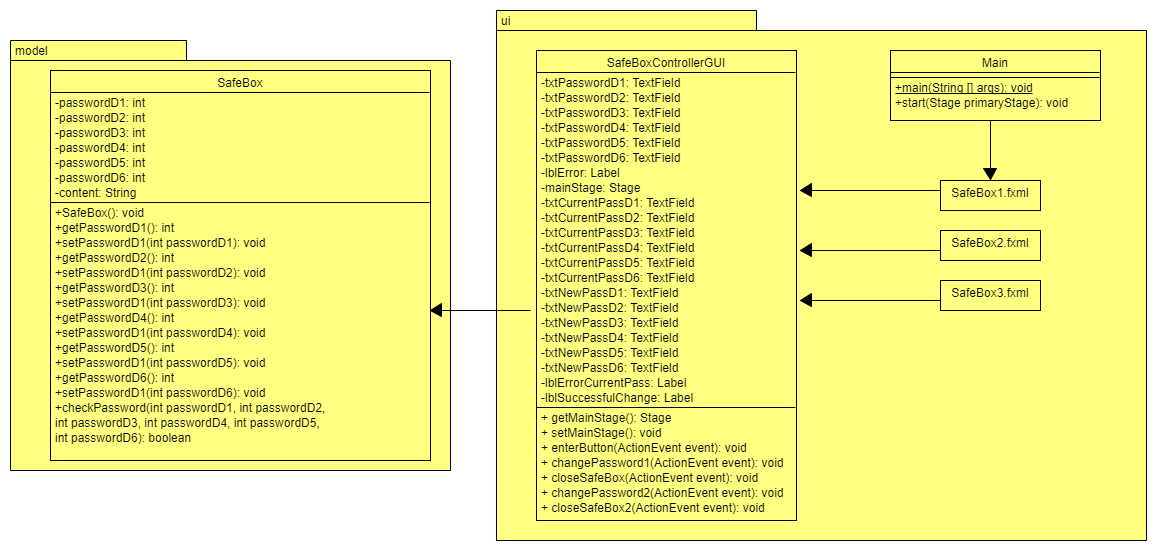 model
SafeBox
-passwordD1: int
-passwordD2: int
-passwordD3: int
-passwordD4: int
-passwordD5: int
-passwordD6: int
-content: String
+SafeBox(): void
+getPasswordD1(): int
+setPasswordD1(int passwordD1): void
+getPasswordD2(): int
+setPasswordD1(int passwordD2): void
+getPasswordD3(): int
+setPasswordD1(int passwordD3): void
+getPasswordD4(): int
+setPasswordD1(int passwordD4): void
+getPasswordD5(): int
+setPasswordD1(int passwordD5): void
+getPasswordD6(): int
+setPasswordD1(int passwordD6): void
+checkPassword(int passwordD1, int passwordD2,
int passwordD3, int passwordD4, int passwordD5,
int passwordD6): boolean
ui
SafeBoxControllerGUI
-txtPasswordD1: TextField
-txtPasswordD2: TextField
-txtPasswordD3: TextField
-txtPasswordD4: TextField
-txtPasswordD5: TextField
-txtPasswordD6: TextField
-lblError: Label
-mainStage: Stage
-txtCurrentPassD1: TextField
-txtCurrentPassD2: TextField
-txtCurrentPassD3: TextField
-txtCurrentPassD4: TextField
-txtCurrentPassD5: TextField
-txtCurrentPassD6: TextField
-txtNewPassD1: TextField
-txtNewPassD2: TextField
-txtNewPassD3: TextField
-txtNewPassD4: TextField
-txtNewPassD5: TextField
-txtNewPassD6: TextField
-lblErrorCurrentPass: Label
-lblSuccessfulChange: Label
+ getMainStage(): Stage
+ setMainStage(): void
+ enterButton(ActionEvent event): void
+ changePassword1(ActionEvent event): void
+ closeSafeBox(ActionEvent event): void
+ changePassword2(ActionEvent event): void
+ closeSafeBox2(ActionEvent event): void
Main
+main(String [] args): void
+start(Stage primaryStage): void
SafeBox1.fxml
SafeBox2.fxml
SafeBox3.fxml